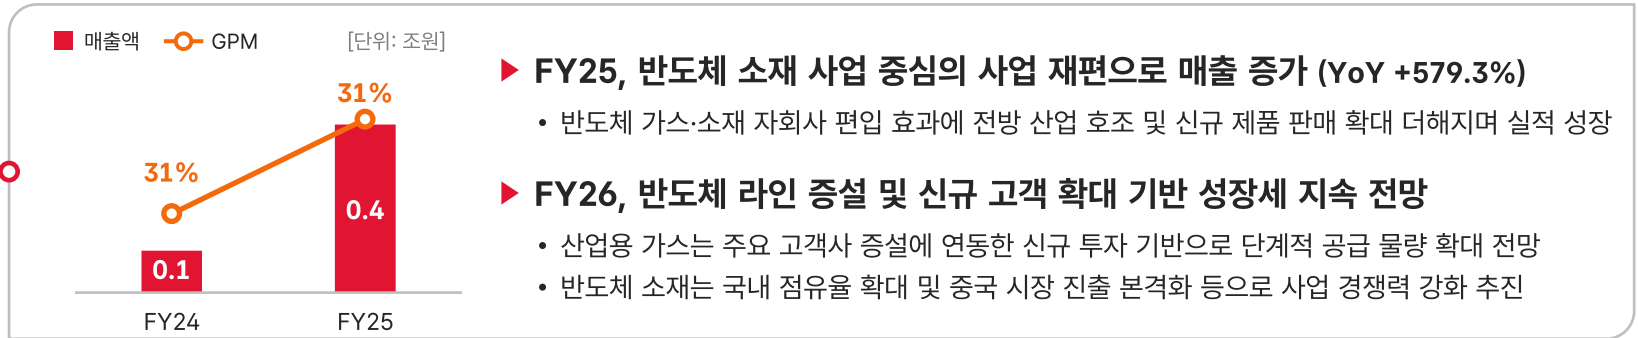 매출액 GPM [단위: 조원]
31%
31%
0.4
0.1
FY24 FY25
▶ FY25, 반도체 소재 사업 중심의 사업 재편으로 매출 증가 (YoY +579.3%)
• 반도체 가스·소재 자회사 편입 효과에 전방 산업 호조 및 신규 제품 판매 확대 더해지며 실적 성장
▶ FY26, 반도체 라인 증설 및 신규 고객 확대 기반 성장세 지속 전망
• 산업용 가스는 주요 고객사 증설에 연동한 신규 투자 기반으로 단계적 공급 물량 확대 전망
• 반도체 소재는 국내 점유율 확대 및 중국 시장 진출 본격화 등으로 사업 경쟁력 강화 추진